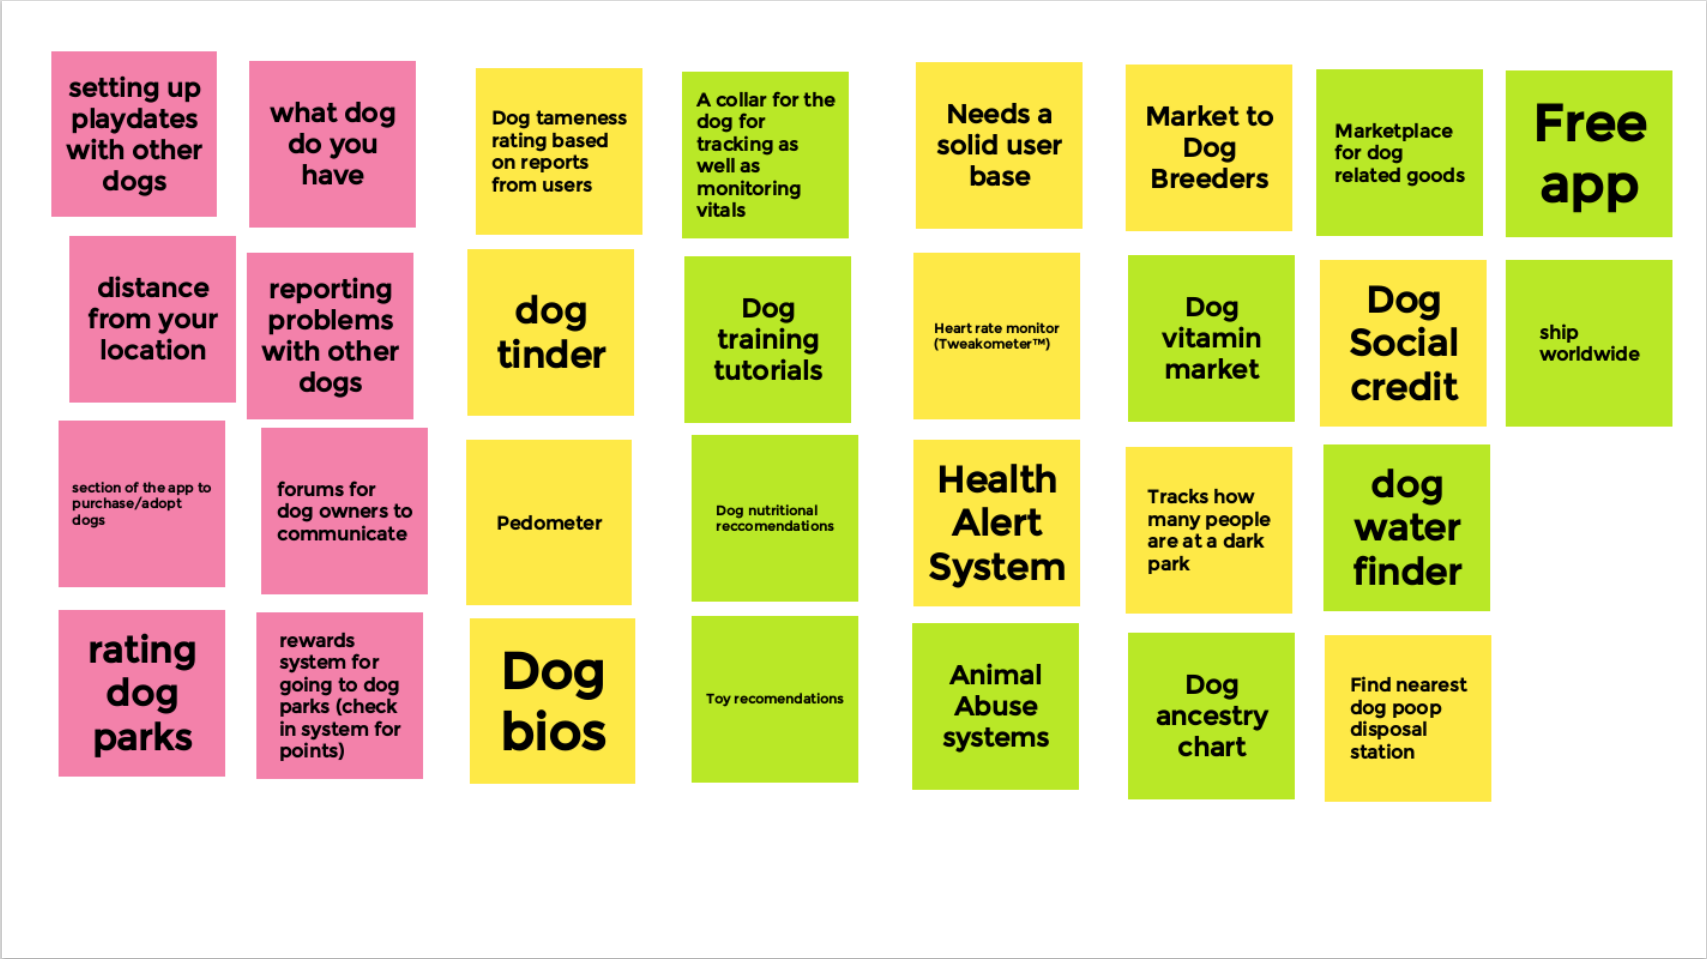 setting up
playdates
with other
dogs
what dog
do you
have
Dog tameness
rating based
on reports
from users
A collar for the
dog for
tracking as
well as
monitoring
vitals
Needs a
solid user
base
Market to
Dog
Breeders
Marketplace
for dog
related goods
Free
app
distance
from your
location
reporting
problems
with other
dogs
dog
tinder
Dog
training
tutorials
Heart rate monitor
(Tweakometer™)
Dog
vitamin
market
Dog
Social
credit
ship
worldwide
section of the app to
purchase/adopt
dogs
forums for
dog owners to
communicate
Pedometer
Dog nutritional
reccomendations
Health
Alert
System
Tracks how
many people
are at a dark
park
dog
water
finder
rating
dog
parks
rewards
system for
going to dog
parks (check
in system for
points)
Dog
bios
Toy recomendations
Animal
Abuse
systems
Dog
ancestry
chart
Find nearest
dog poop
disposal
station